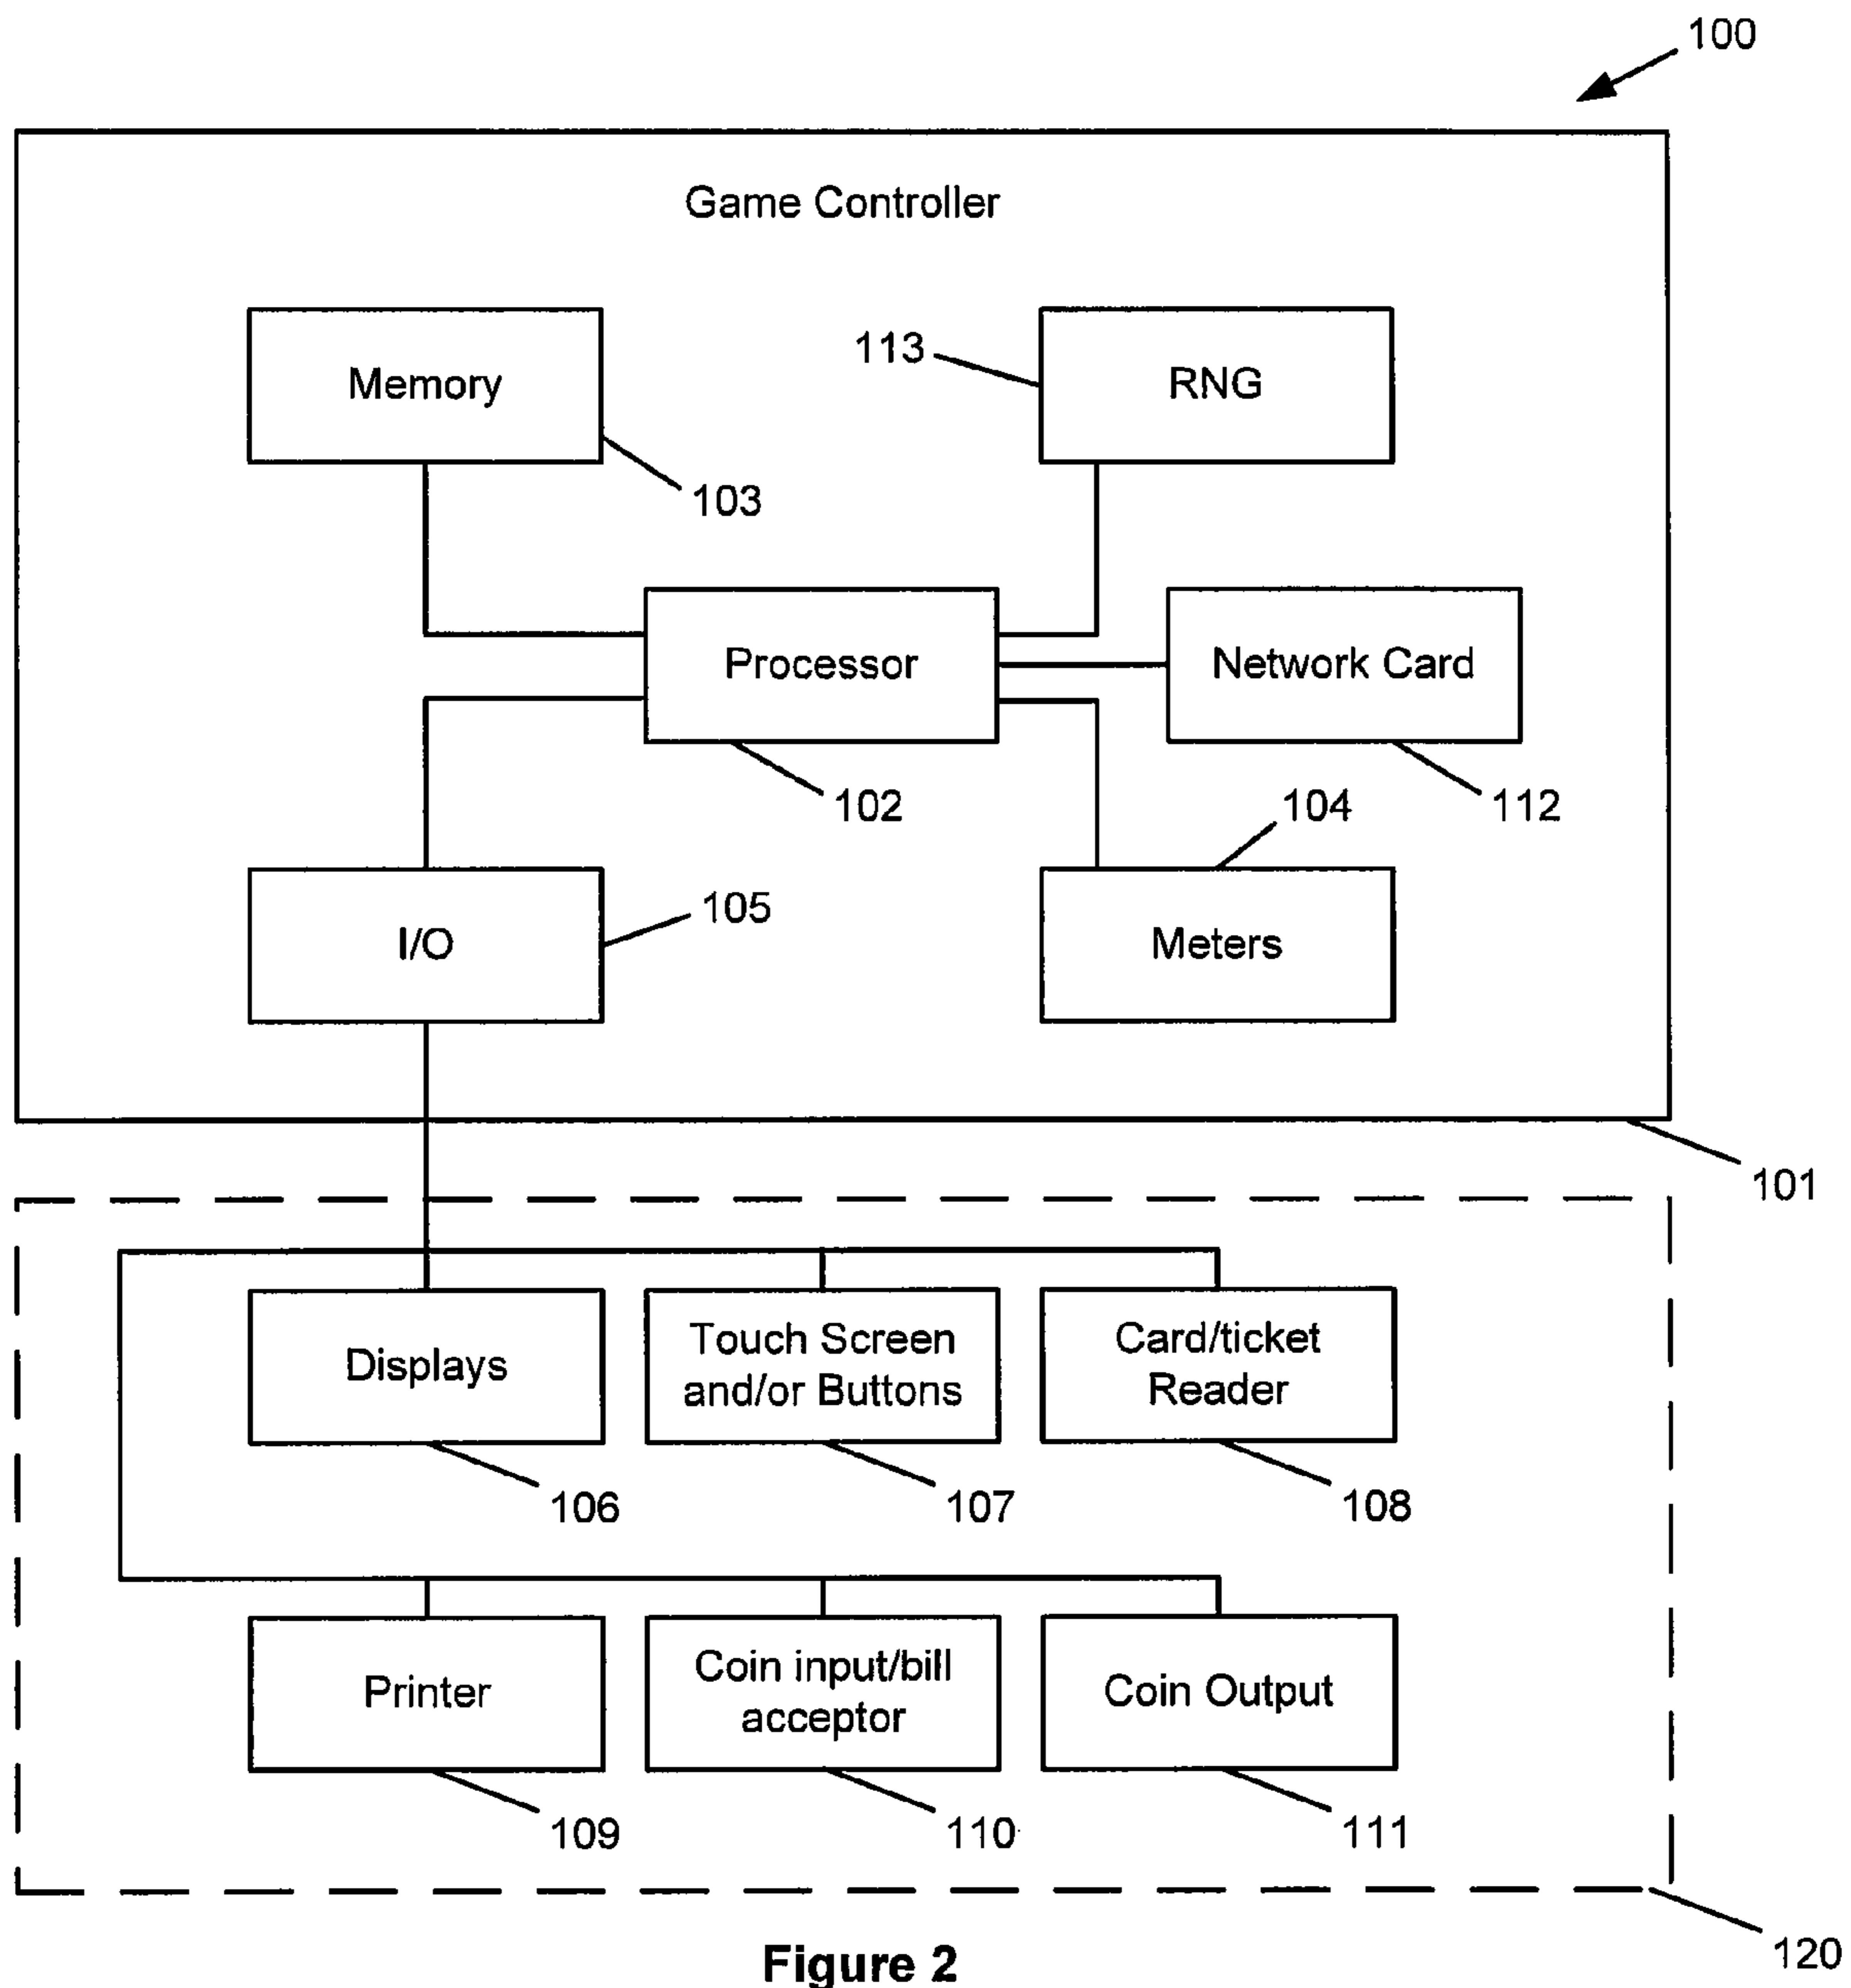 100
Game Controller
Memory
113
RNG
103
Processor
Network Card
102
104
112
I/O
105
Meters
101
Displays
Touch Screen
and/or Buttons
Card/ticket
Reader
106
107
108
Printer
Coin input/bill
acceptor
Coin Output
109
110
111
120
Figure 2